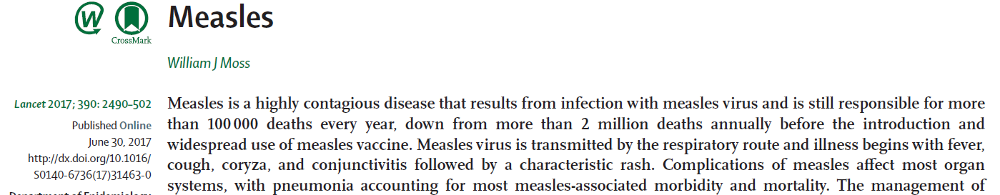 W
CrossMark
Measles
William J Moss
Lancet 2017; 390: 2490–502
Published Online
June 30, 2017
http://dx.doi.org/10.1016/
S0140-6736(17)31463-0
Department of Epidemiology
Measles is a highly contagious disease that results from infection with measles virus and is still responsible for more
than 100 000 deaths every year, down from more than 2 million deaths annually before the introduction and
widespread use of measles vaccine. Measles virus is transmitted by the respiratory route and illness begins with fever,
cough, coryza, and conjunctivitis followed by a characteristic rash. Complications of measles affect most organ
systems, with pneumonia accounting for most measles-associated morbidity and mortality. The management of